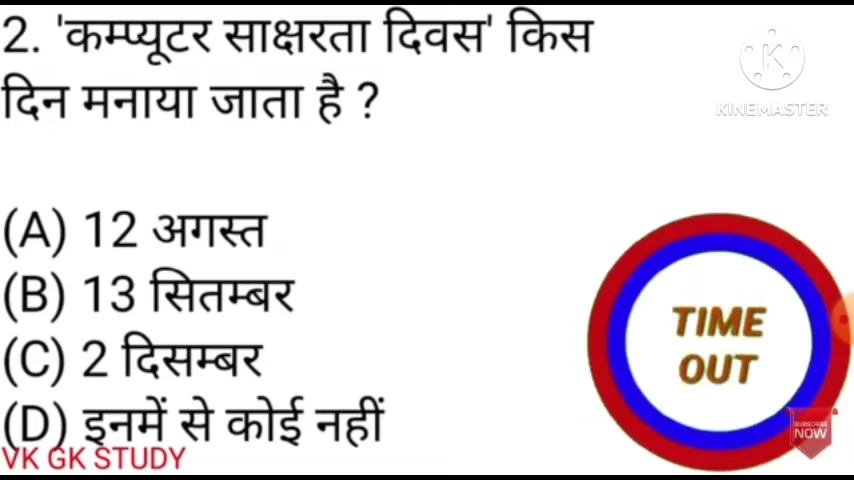 2. 'कम्प्यूटर साक्षरता दिवस' किस
दिन मनाया जाता है ?
KINEMASTER
(A) 12 अगस्त
(B) 13 सितम्बर
(C) 2 दिसम्बर
(D) इनमें से कोई नहीं
TIME
OUT
SUBSCRIBE
NOW
VK GK STUDY